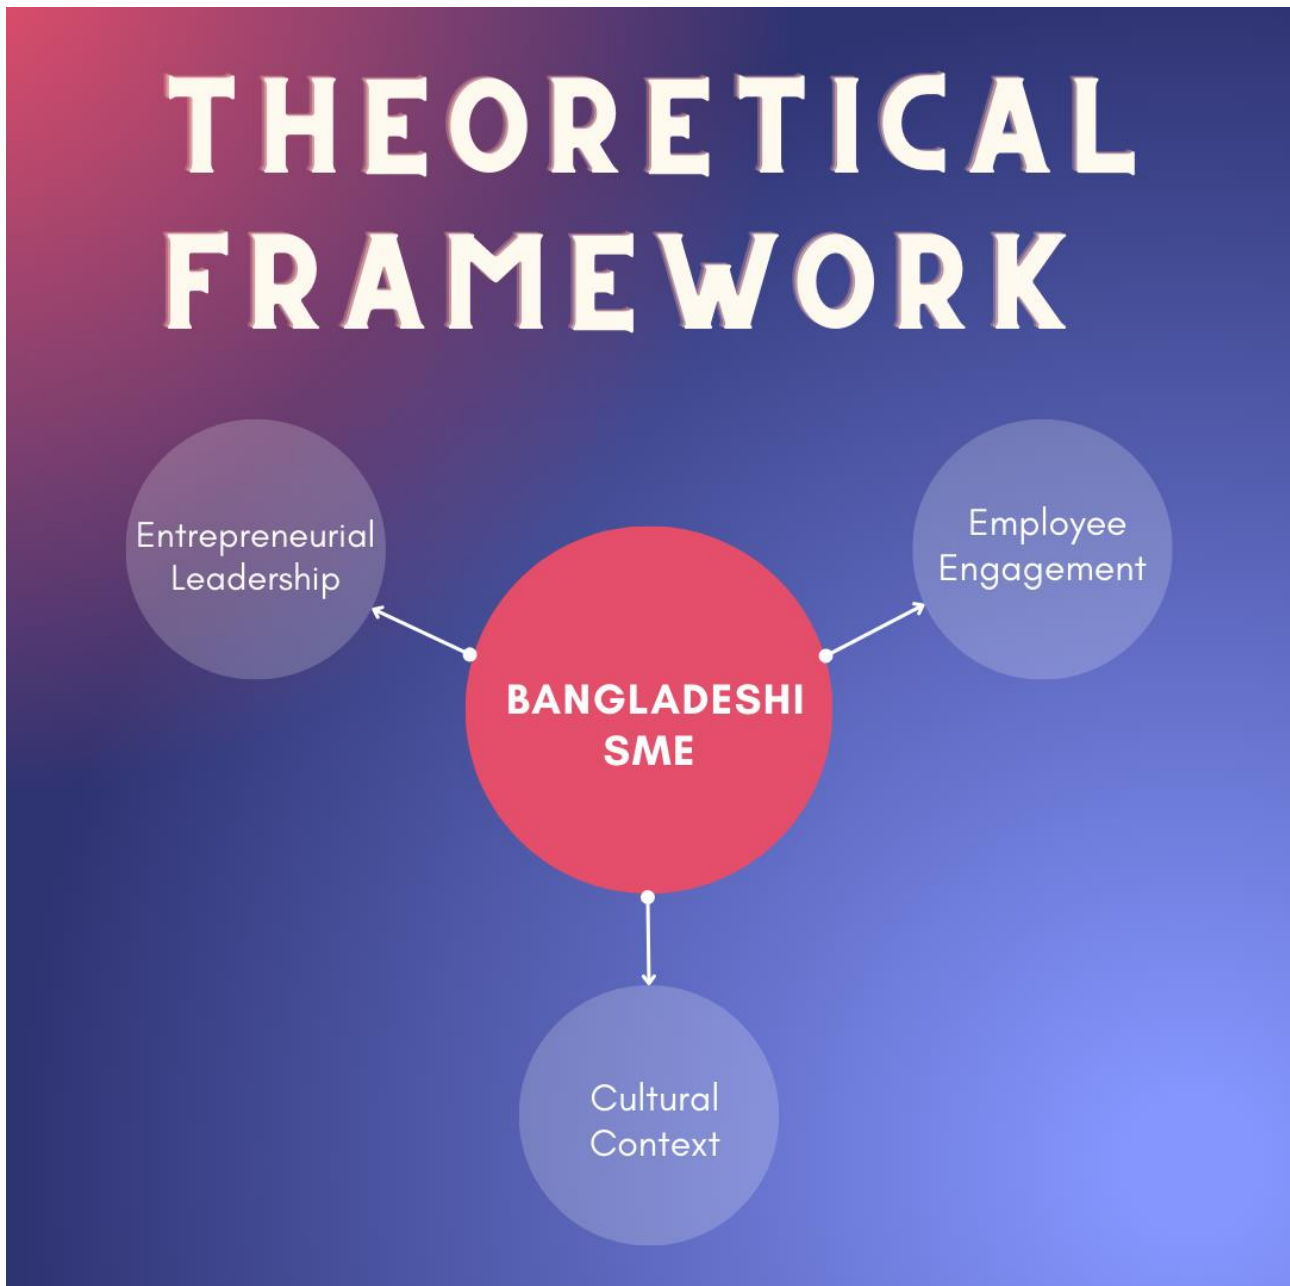 THEORETICAL
FRAMEWORK
Entrepreneurial
Leadership
Employee
Engagement
BANGLADESHI
SME
Cultural
Context